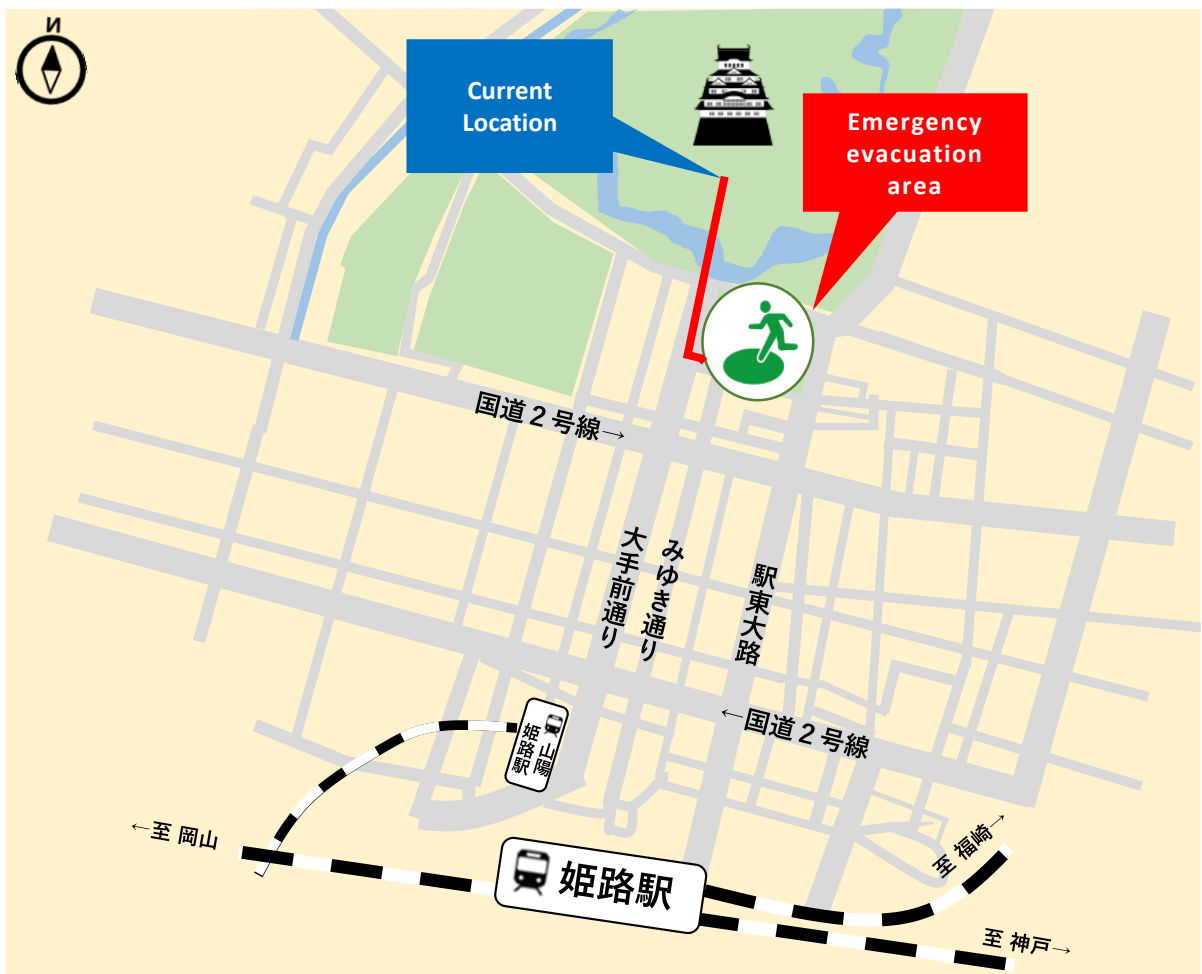 N
Current
Location
Emergency
evacuation
area
国道２号線→
大手前通り
みゆき通り
駅東大路
←国道２号線
山陽
姫路駅
←至 岡山
姫路駅
至 福崎→
至 神戸→